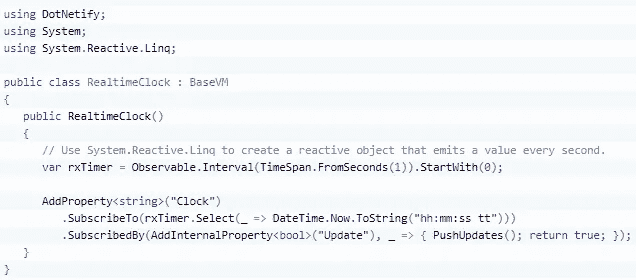 using DotNetify;
using System;
using System.Reactive.Linq;
public class RealtimeClock : BaseVM
{
public RealtimeClock()
{
// Use System.Reactive.Linq to create a reactive object that emits a value every second.
var rxTimer = Observable.Interval(TimeSpan.FromSeconds(1)).StartWith(0);
AddProperty<string>("Clock")
.SubscribeTo(rxTimer.Select(_ => DateTime.Now.ToString("hh:mm:ss tt")))
.SubscribedBy(AddInternalProperty<bool>("Update"), _ => { PushUpdates(); return true; });
}
}